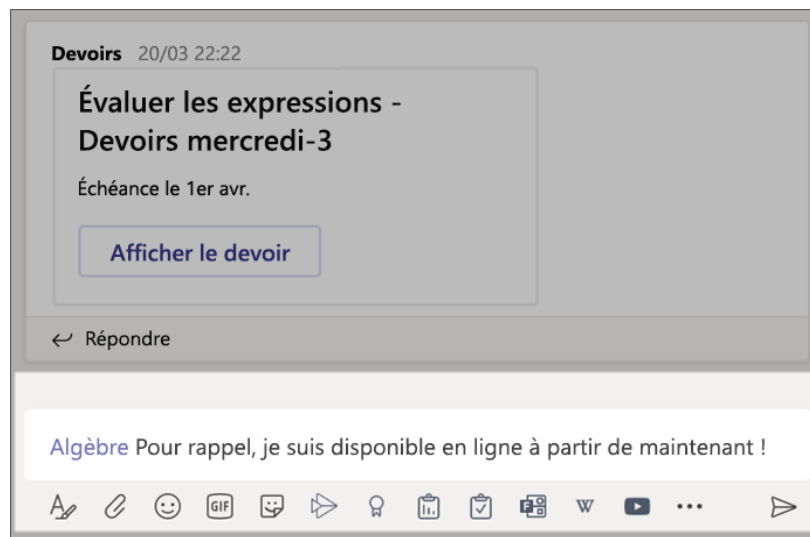 Devoirs 20/03 22:22
Évaluer les expressions -
Devoirs mercredi-3
Échéance le 1er avr.
Afficher le devoir
Répondre
Algèbre Pour rappel, je suis disponible en ligne à partir de maintenant !
GIF
W